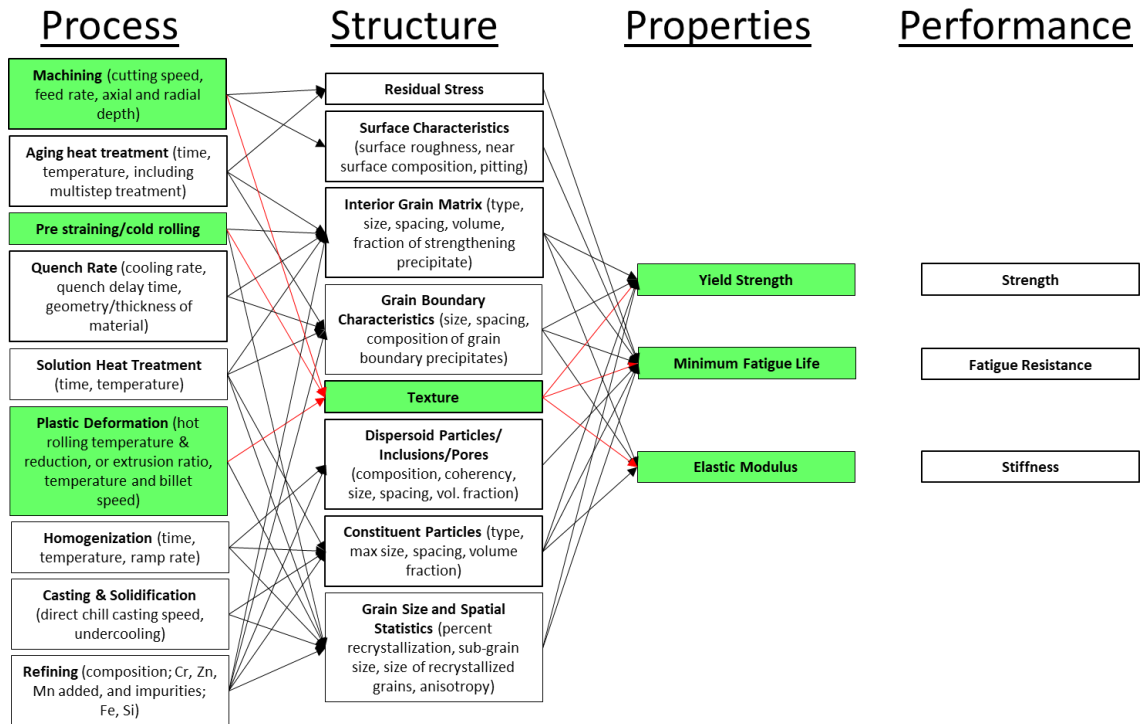 Process
Structure
Properties
Performance
Machining (cutting speed,
feed rate, axial and radial
depth)
Aging heat treatment (time,
temperature, including
multistep treatment)
Pre straining/cold rolling
Quench Rate (cooling rate,
quench delay time,
geometry/thickness of
material)
Solution Heat Treatment
(time, temperature)
Plastic Deformation (hot
rolling temperature &
reduction, or extrusion ratio,
temperature and billet
speed)
Homogenization (time,
temperature, ramp rate)
Casting & Solidification
(direct chill casting speed,
undercooling)
Refining (composition; Cr, Zn,
Mn added, and impurities;
Fe, Si)
Residual Stress
Surface Characteristics
(surface roughness, near
surface composition, pitting)
Interior Grain Matrix (type,
size, spacing, volume,
fraction of strengthening
precipitate)
Grain Boundary
Characteristics (size, spacing,
composition of grain
boundary precipitates)
Texture
Dispersoid Particles/
Inclusions/Pores
(composition, coherency,
size, spacing, vol. fraction)
Constituent Particles (type,
max size, spacing, volume
fraction)
Grain Size and Spatial
Statistics (percent
recrystallization, sub-grain
size, size of recrystallized
grains, anisotropy)
Yield Strength
Minimum Fatigue Life
Elastic Modulus
Strength
Fatigue Resistance
Stiffness